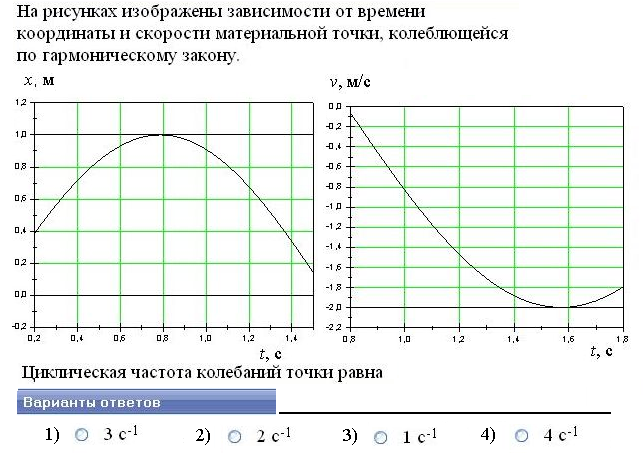 На рисунках изображены зависимости от времени
координаты и скорости материальной точки, колеблющейся
по гармоническому закону.
x, м
v, м/с
1,2
1,0
0,8
0,6
0,4
0,2
0,0
-0,2
0,2 0,4 0,6 0,8 1,0 1,2 1,4
t, с
0,0
-0,2
-0,4
-0,6
-0,8
-1,0
-1,2
-1,4
-1,6
-1,8
-2,0
-2,2
0,8 1,0 1,2 1,4 1,6 1,8
t, с
Циклическая частота колебаний точки равна
Варианты ответов
1) 3 с-1 2) 2 с-1 3) 1 с-1 4) 4 с-1